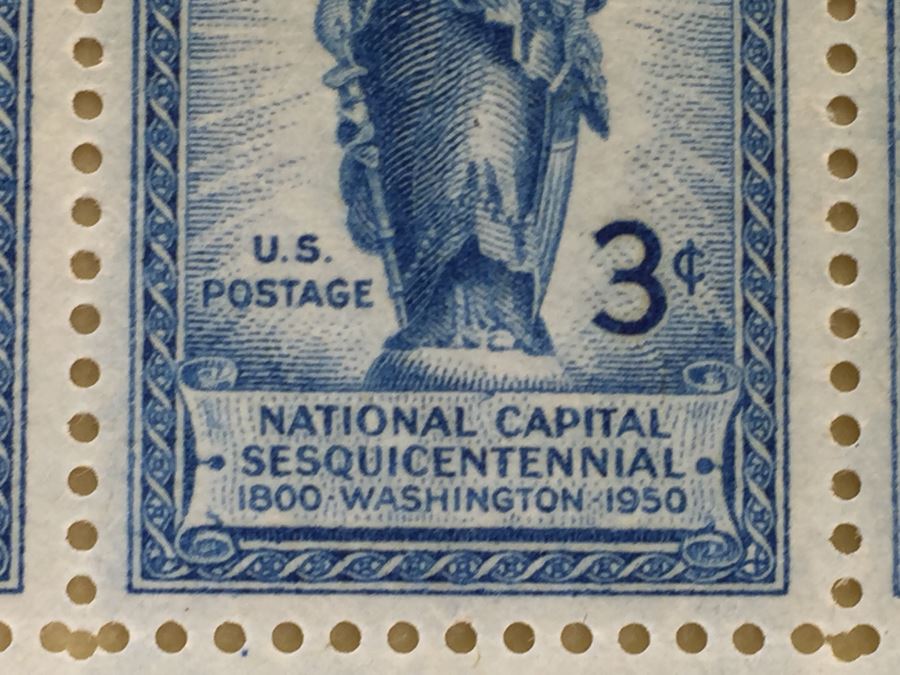 U.S.
POSTAGE
3¢
NATIONAL CAPITAL
SESQUICENTENNIAL
1800·WASHINGTON·1950